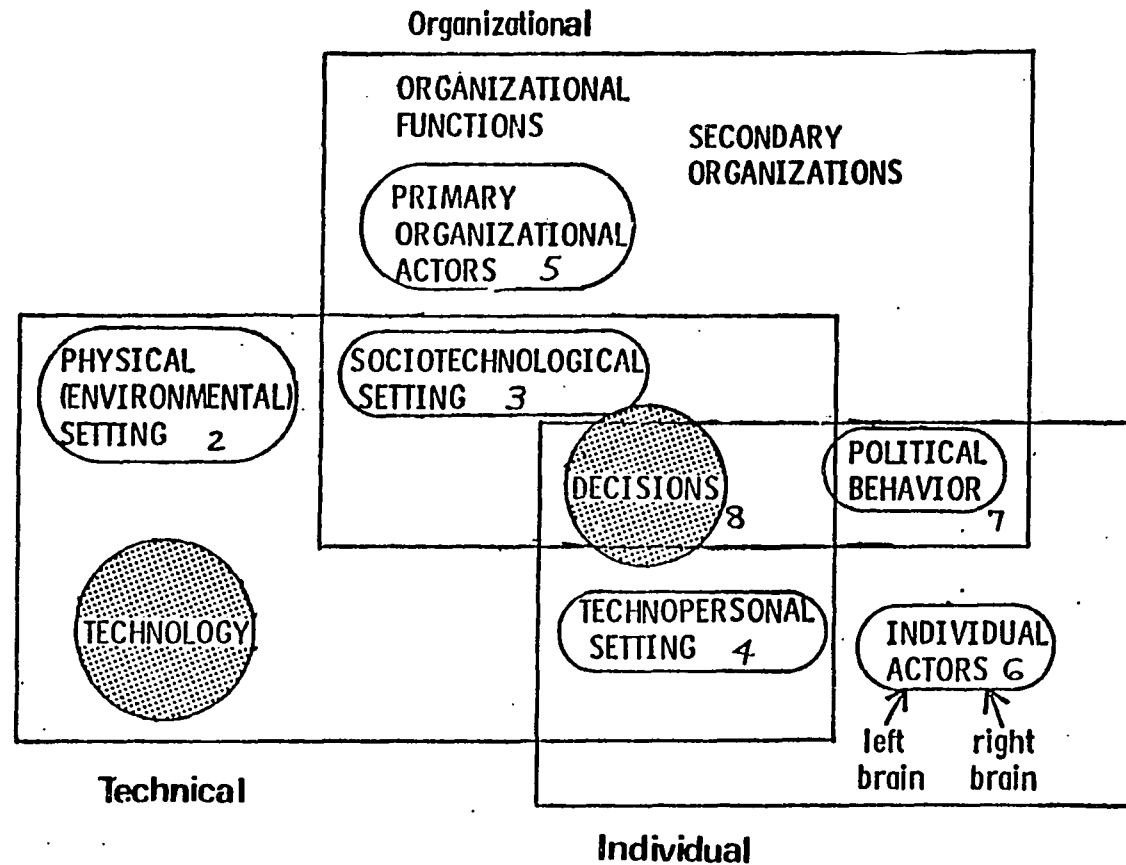 Organizational
ORGANIZATIONAL
FUNCTIONS
SECONDARY
ORGANIZATIONS
PRIMARY
ORGANIZATIONAL
ACTORS 5
PHYSICAL
(ENVIRONMENTAL)
SETTING 2
SOCIOTECHNOLOGICAL
SETTING 3
DECISIONS
8
POLITICAL
BEHAVIOR
7
TECHNOLOGY
TECHNOPERSONAL
SETTING 4
INDIVIDUAL
ACTORS 6
left
brain
right
brain
Technical
Individual